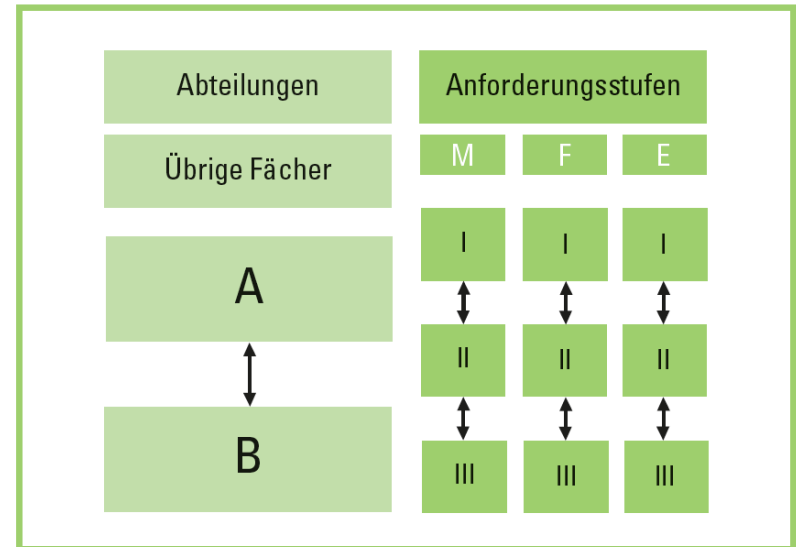 Abteilungen
Anforderungsstufen
Übrige Fächer
M F E
A
I I I
II II II
B
III III III